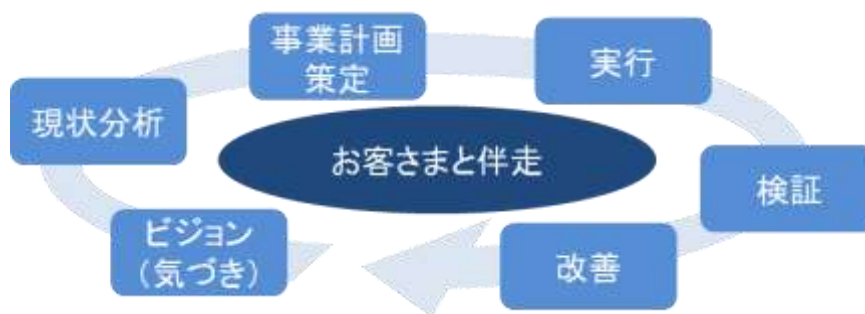 事業計画
策定
実行
現状分析
お客さまと伴走
検証
ビジョン
（気づき）
改善